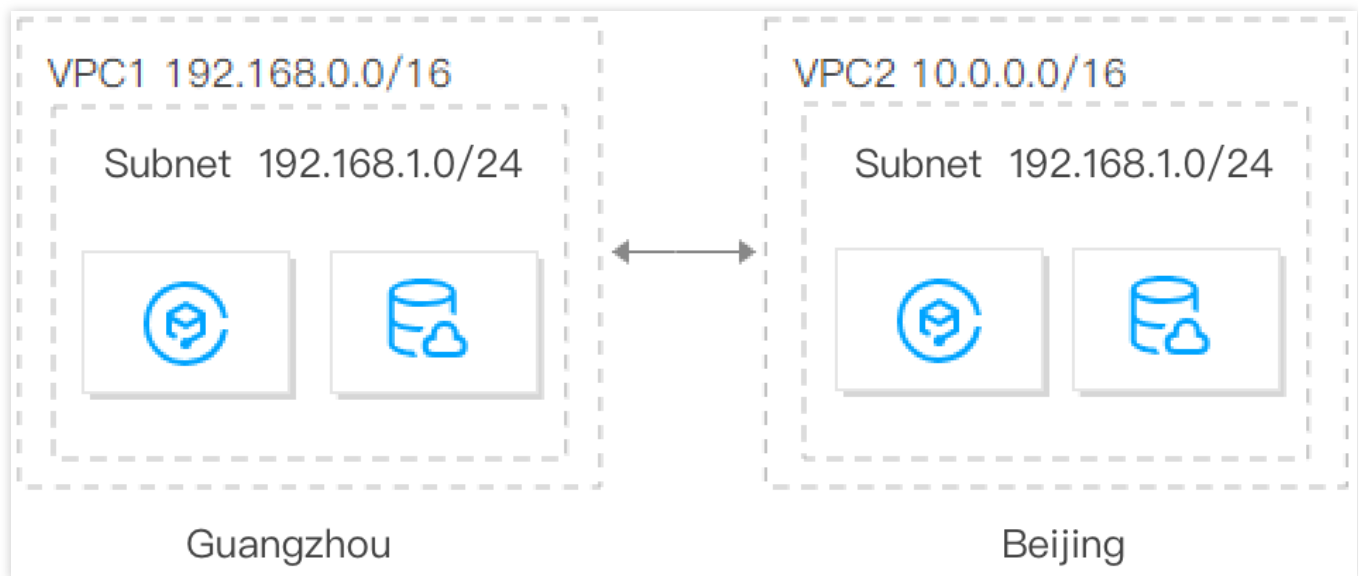 VPC1 192.168.0.0/16
Subnet 192.168.1.0/24
VPC2 10.0.0.0/16
Subnet 192.168.1.0/24
Guangzhou
Beijing